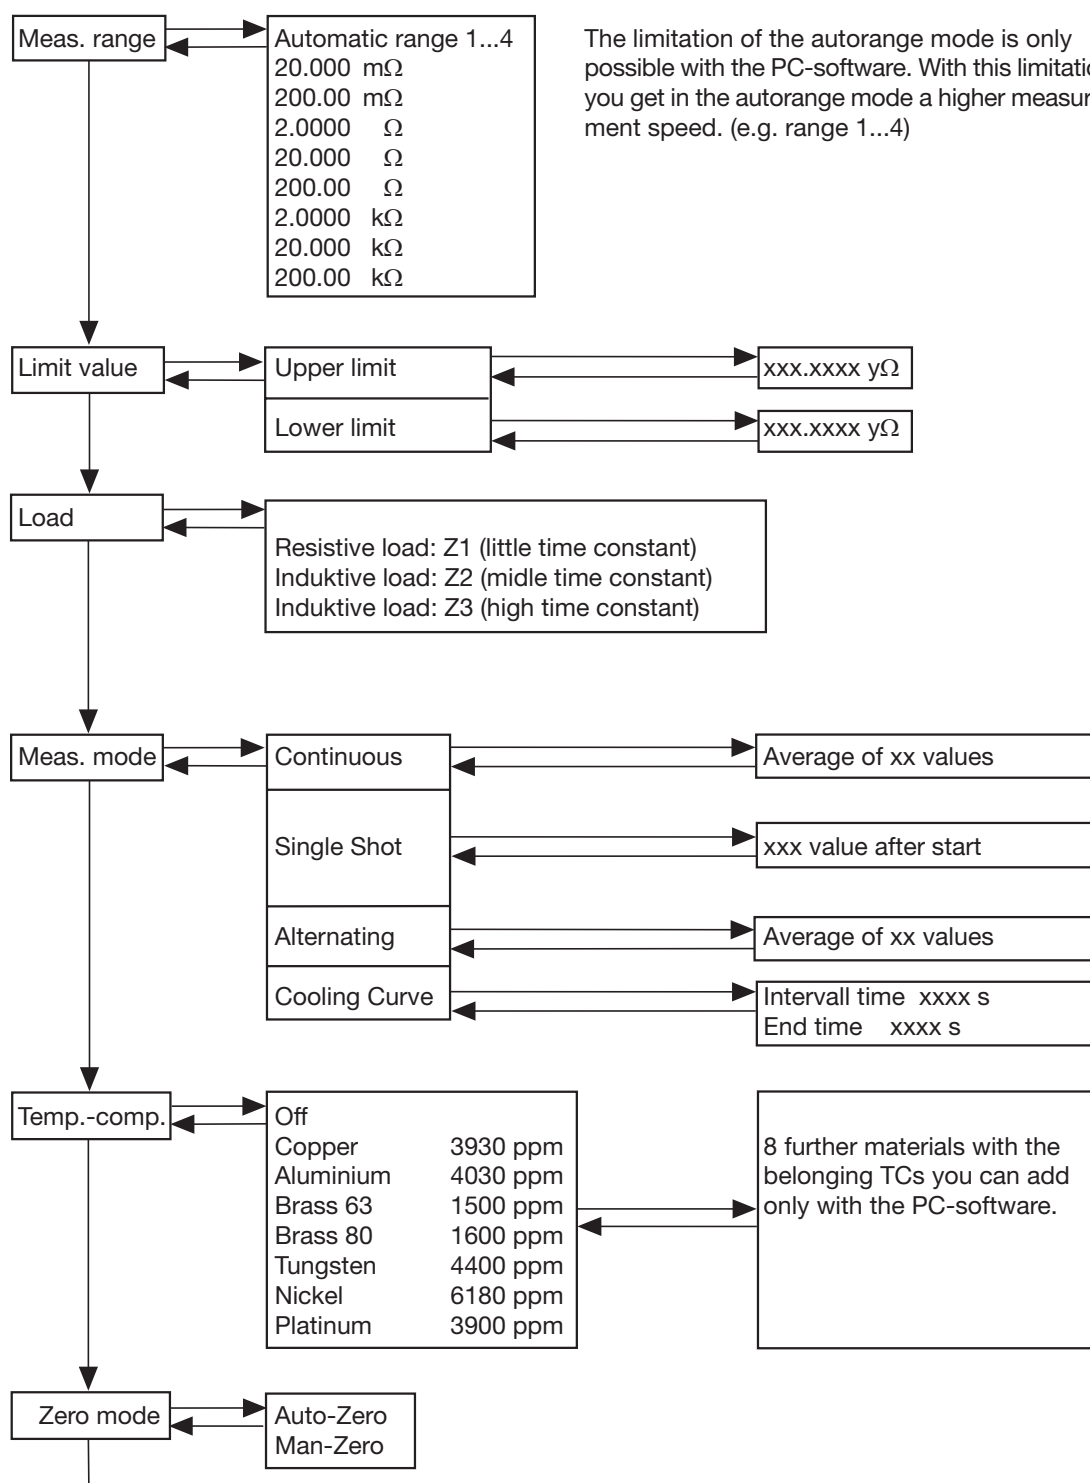 Meas. range
Automatic range 1...4
20.000 mΩ
200.00 mΩ
2.0000 Ω
20.000 Ω
200.00 Ω
2.0000 kΩ
20.000 kΩ
200.00 kΩ
The limitation of the autorange mode is only
possible with the PC-software. With this
you get in the autorange mode a higher
ment speed. (e.g. range 1...4)
Limit value
Upper limit
xxx.xxxx yΩ
Lower limit
xxx.xxxx yΩ
Load
Resistive load: Z1 (little time constant)
Induktive load: Z2 (midle time constant)
Induktive load: Z3 (high time constant)
Meas. mode
Continuous
Average of xx values
Single Shot
xxx value after start
Alternating
Average of xx values
Cooling Curve
Intervall time xxxx s
End time xxxx s
Temp.-comp.
Off
Copper 3930 ppm
Aluminium 4030 ppm
Brass 63 1500 ppm
Brass 80 1600 ppm
Tungsten 4400 ppm
Nickel 6180 ppm
Platinum 3900 ppm
8 further materials with the
belonging TCs you can add
only with the PC-software.
Zero mode
Auto-Zero
Man-Zero